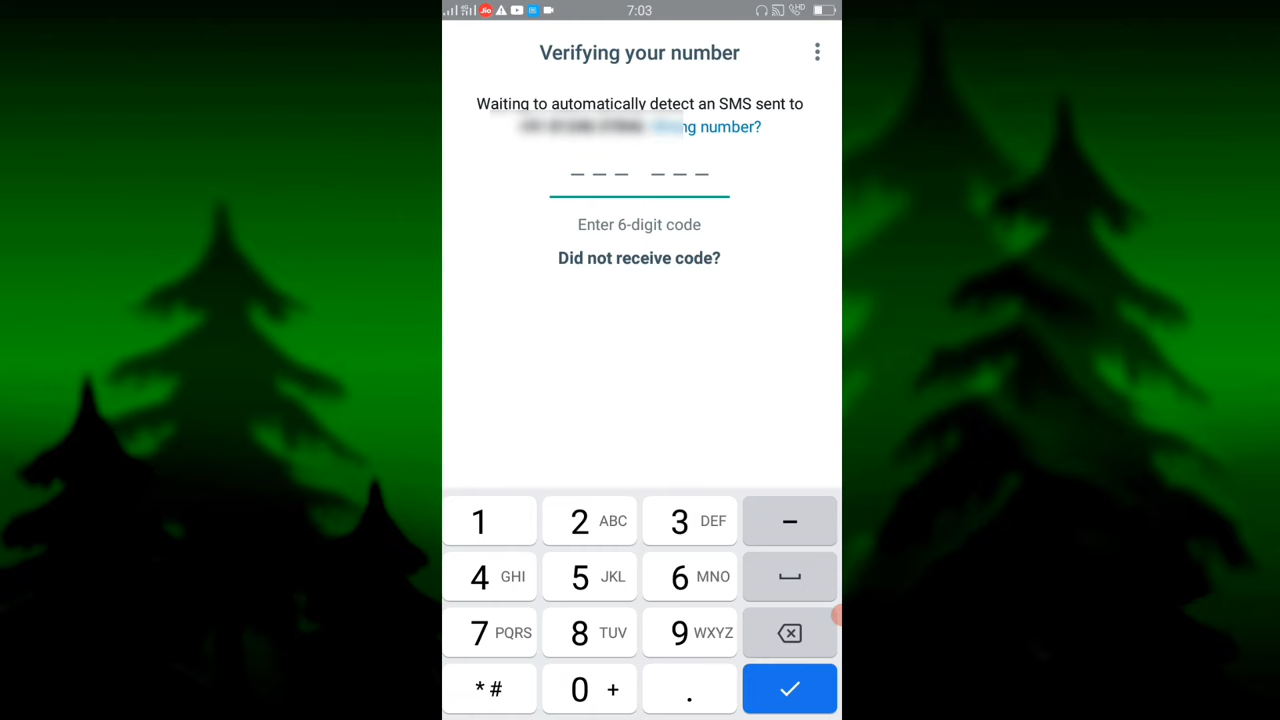 Jio 7:03 HD
Verifying your number
Waiting to automatically detect an SMS sent to
number?
Enter 6-digit code
Did not receive code?
1 2 ABC 3 DEF -
4 GHI 5 JKL 6 MNO
7 PQRS 8 TUV 9 WXYZ
* # 0 + .